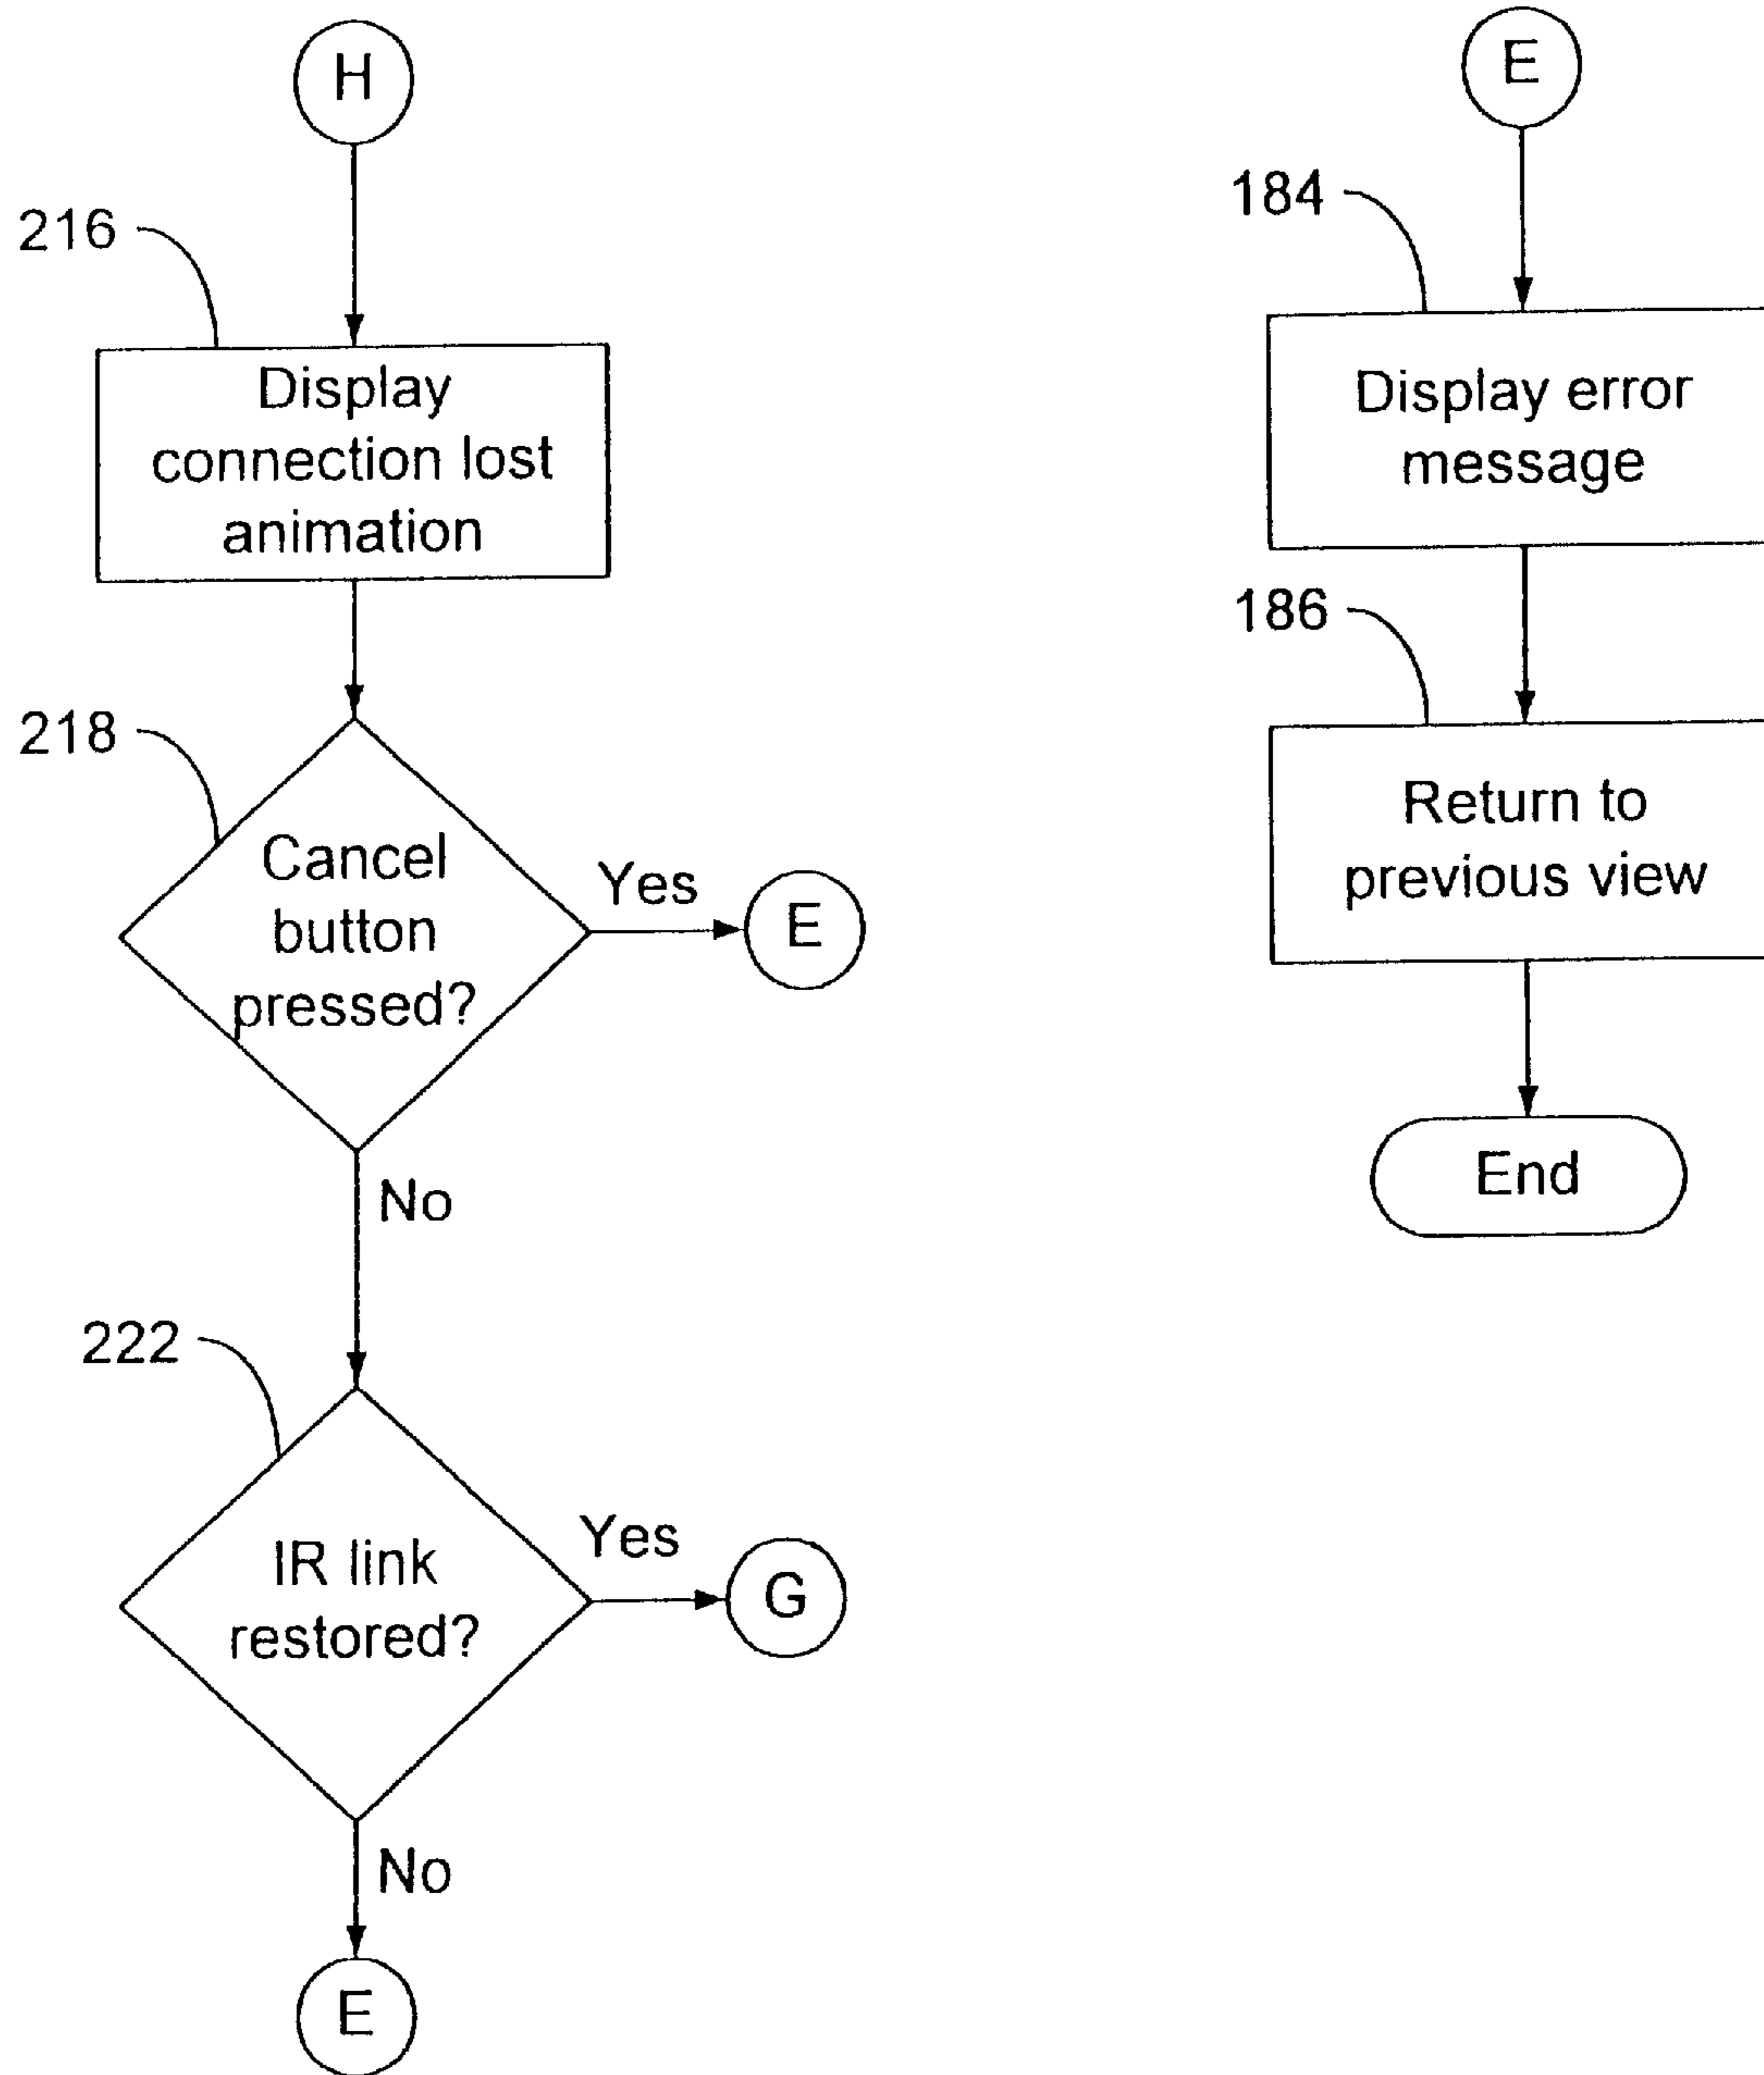 H
216
Display
connection lost
animation
218
Cancel
button
pressed?
Yes
E
No
222
IR link
restored?
Yes
G
No
E
E
184
Display error
message
186
Return to
previous view
End